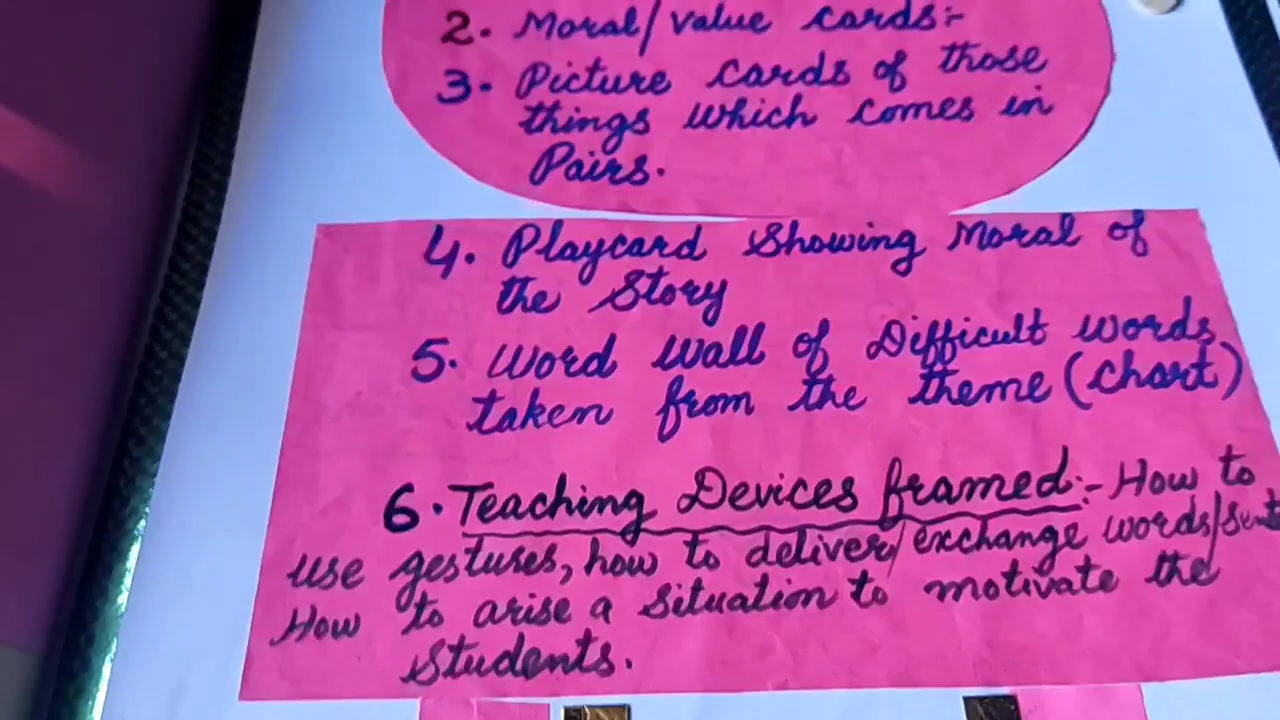 2. Moral/value cards:-
3. Picture cards of those
things which comes in
Pairs.
4. Playcard Showing Moral of
the Story
5. Word wall of Difficult words
taken from the theme (chart)
6. Teaching Devices framed:- How to
use gestures, how to deliver/exchange words/sent
How to arise a situation to motivate the
Students.